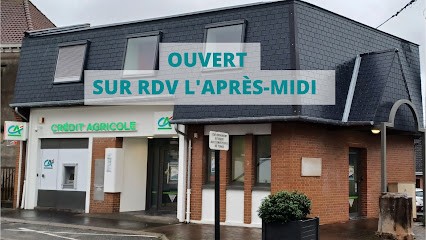 OUVERT
SUR RDV L'APRÈS-MIDI
CRÉDIT AGRICOLE